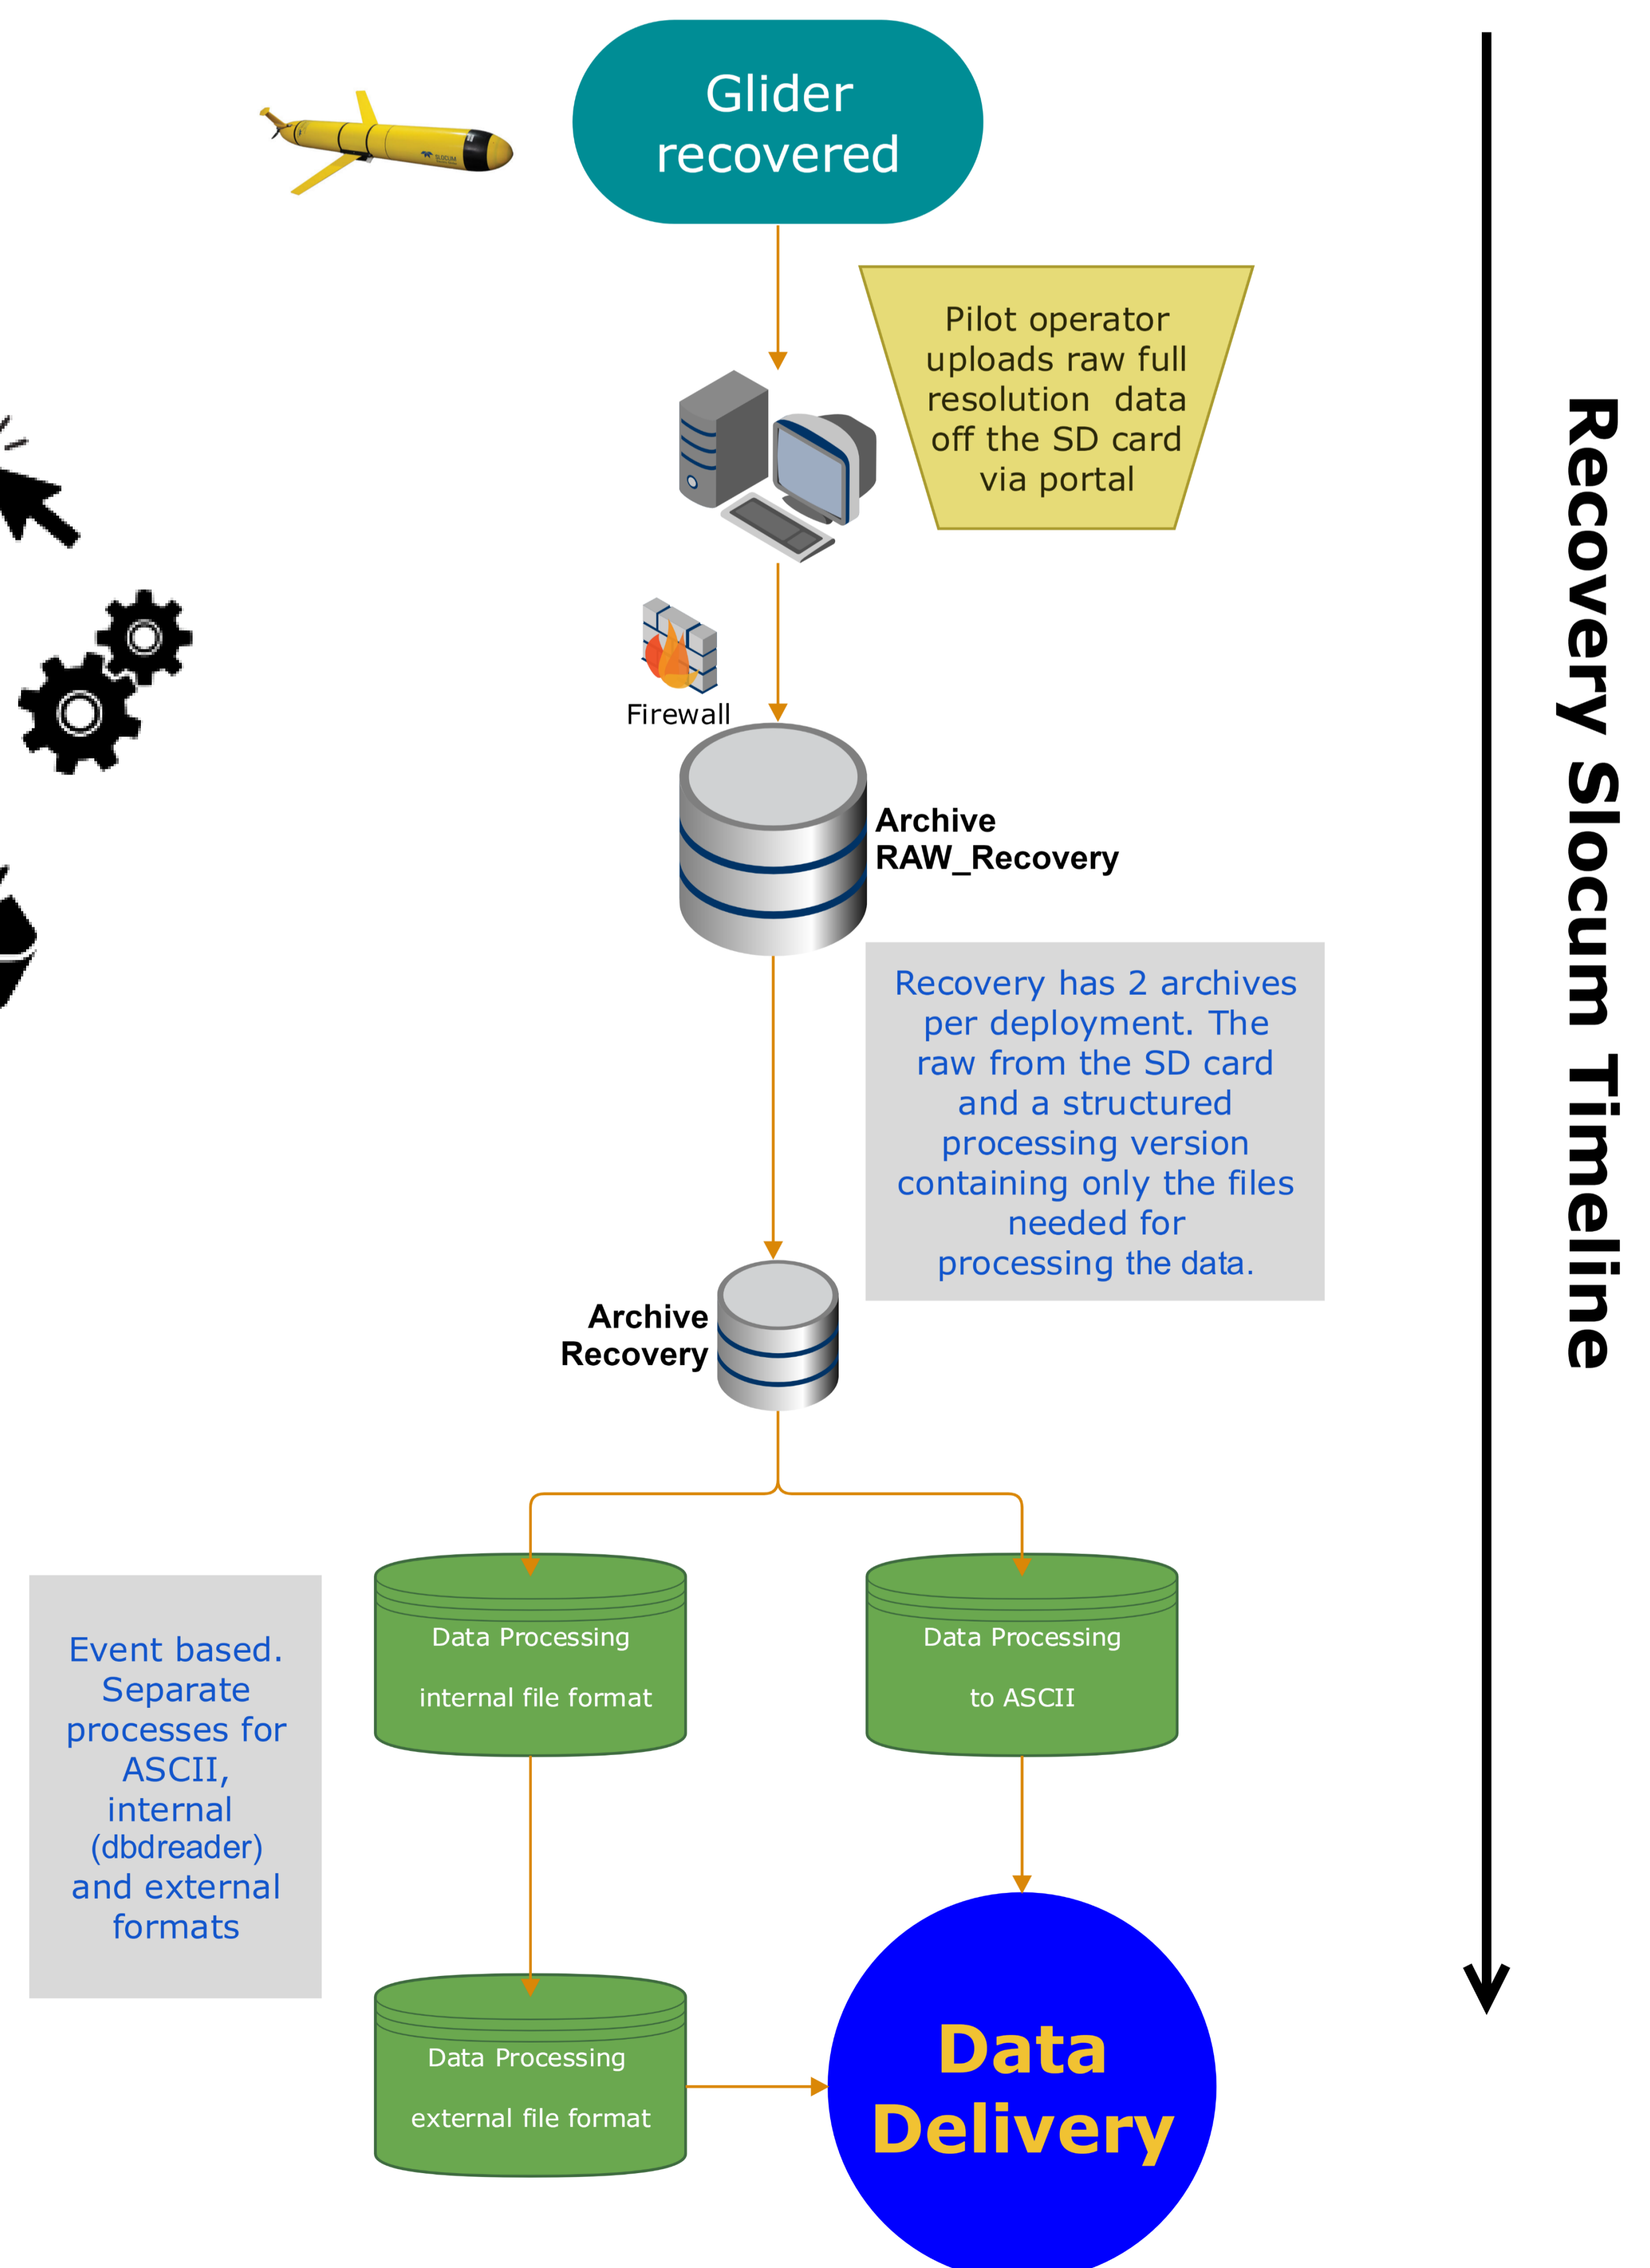 Glider
recovered
SLOCUM
Pilot operator
uploads raw full
resolution data
off the SD card
via portal
Firewall
Archive
RAW_Recovery
Recovery has 2 archives
per deployment. The
raw from the SD card
and a structured
processing version
containing only the files
needed for
processing the data.
Archive
Recovery
Data Processing
internal file format
Data Processing
to ASCII
Event based.
Separate
processes for
ASCII,
internal
(dbdreader)
and external
formats
Data Processing
external file format
Data
Delivery
Recovery Slocum Timeline